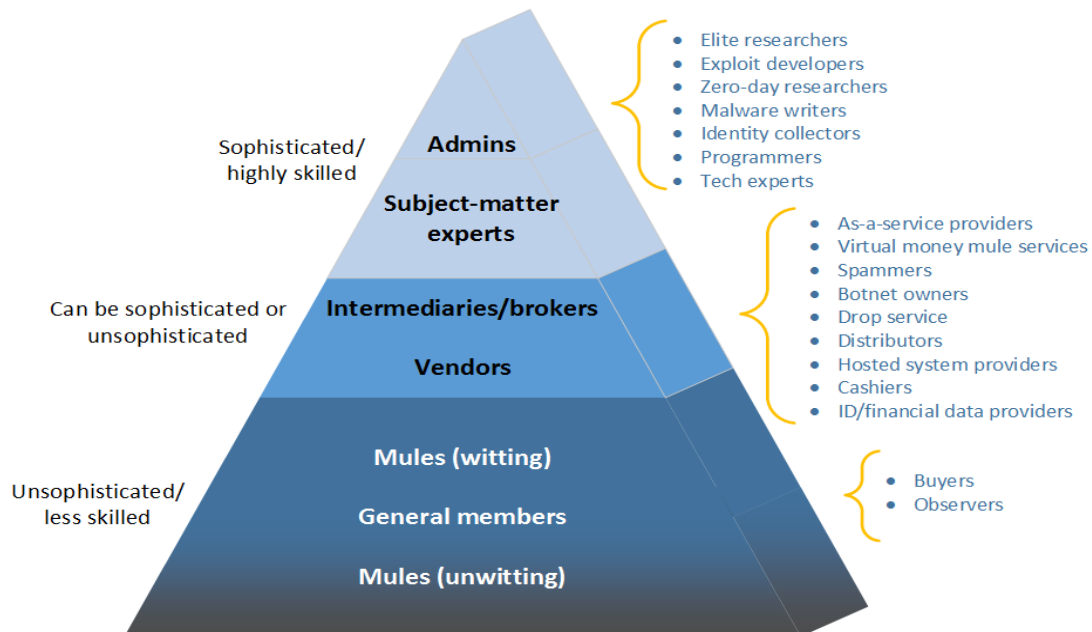 Sophisticated/
highly skilled
Can be sophisticated or
unsophisticated
Unsophisticated/
less skilled
Admins
Subject-matter
experts
Intermediaries/brokers
Vendors
Mules (witting)
General members
Mules (unwitting)
• Elite researchers
• Exploit developers
• Zero-day researchers
• Malware writers
• Identity collectors
• Programmers
• Tech experts
• As-a-service providers
• Virtual money mule services
• Spammers
• Botnet owners
• Drop service
• Distributors
• Hosted system providers
• Cashiers
• ID/financial data providers
• Buyers
• Observers